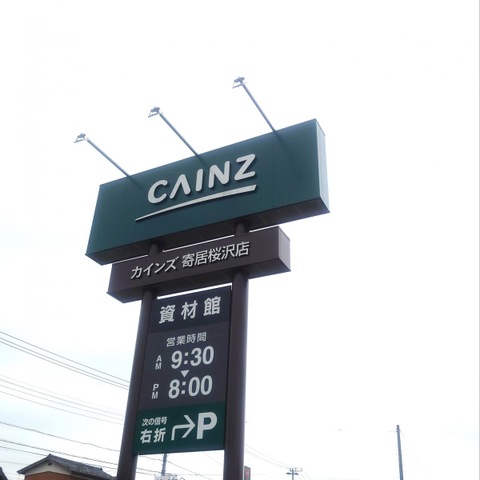 CAINZ
カインズ 寄居桜沢店
資材館
営業時間
AM 9:30
PM 8:00
次の信号
右折 P